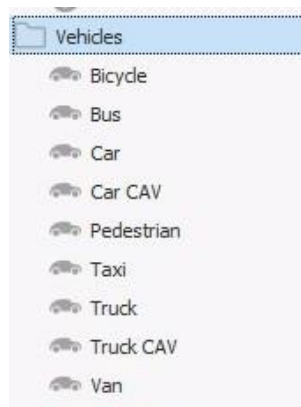 Vehicles
Bicycle
Bus
Car
Car CAV
Pedestrian
Taxi
Truck
Truck CAV
Van